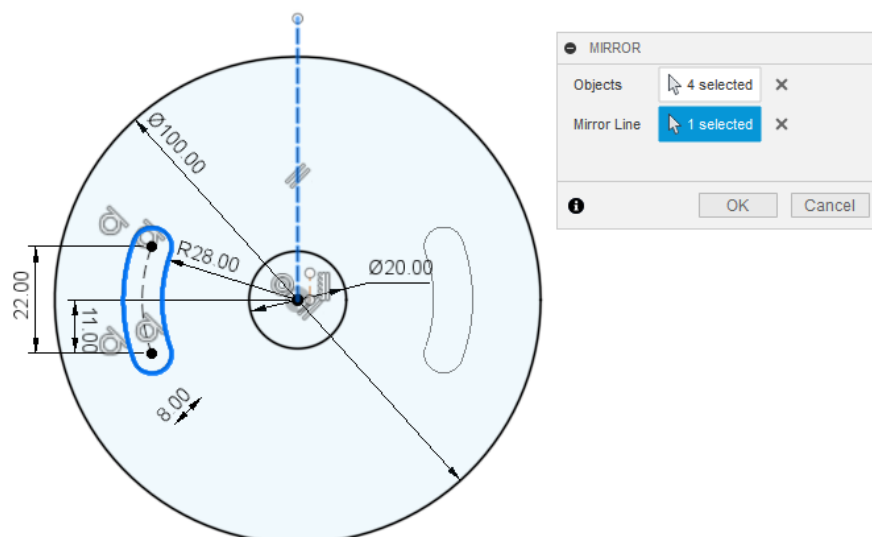 MIRROR
Objects
4 selected
Mirror Line
1 selected
OK
Cancel
Ø100.00
R28.00
Ø20.00
22.00
11.00
8.00